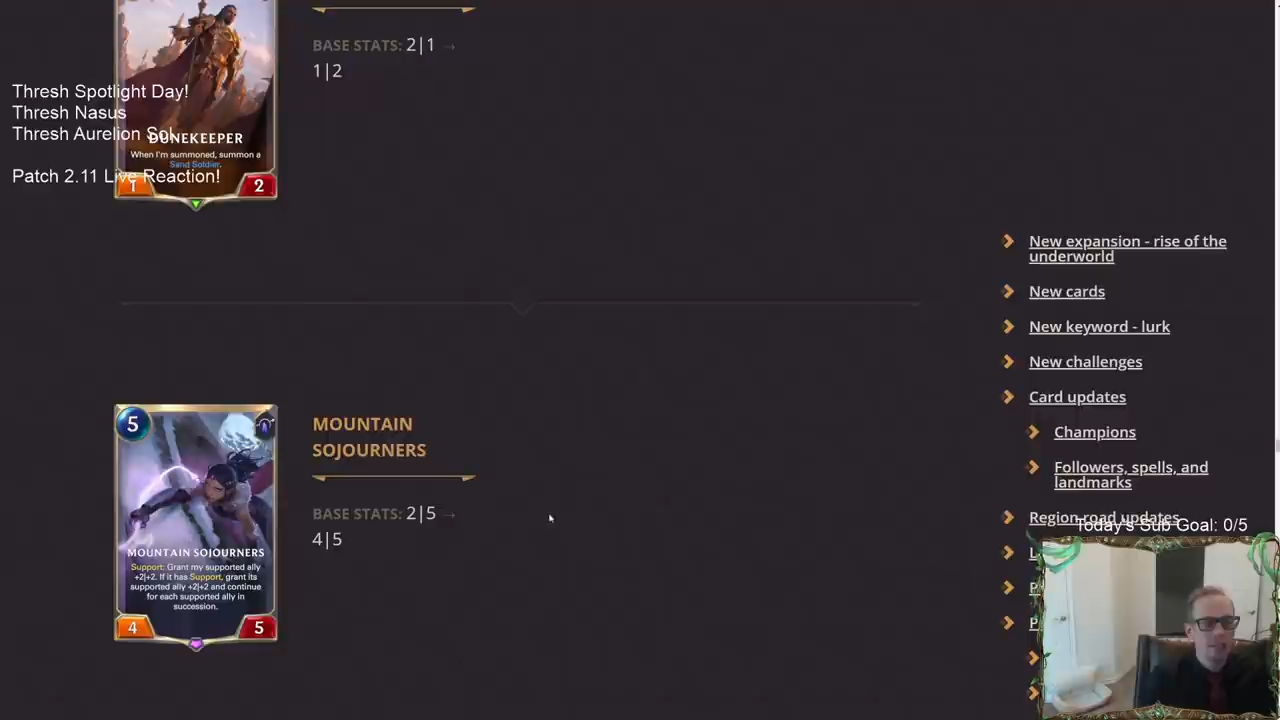 BASE STATS: 2|1 →
1|2
Thresh Spotlight Day!
Thresh Nasus
Thresh Aurelion Sol
Patch 2.11 Live Reaction!
DUNEKEEPER
When I'm summoned, summon a
Sand Soldier.
1
2
5
MOUNTAIN
SOJOURNERS
BASE STATS: 2|5 →
4|5
MOUNTAIN SOJOURNERS
Support: Grant my supported ally
+2|+2. If it has Support, grant its
supported ally +2|+2 and continue
for each supported ally in
succession.
4
5
New expansion - rise of the
underworld
New cards
New keyword - lurk
New challenges
Card updates
Champions
Followers, spells, and
landmarks
Region road updates
Today's Sub Goal: 0/5